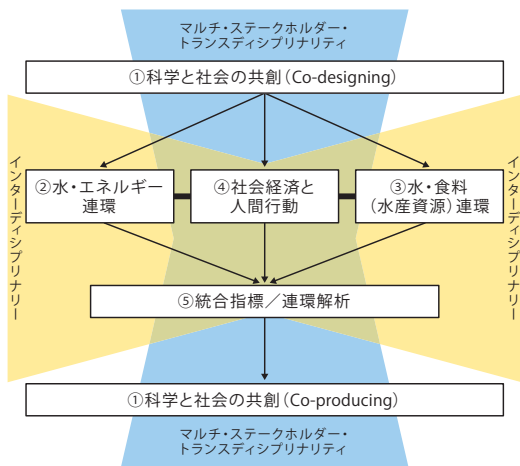 マルチ・ステークホルダー・
トランスディシプリナリティ
①科学と社会の共創（Co-designing）
インターディシプリナリー
②水・エネルギー
連環
④社会経済と
人間行動
③水・食料
（水産資源）連環
インターディシプリナリー
⑤統合指標／連環解析
①科学と社会の共創（Co-producing）
マルチ・ステークホルダー・
トランスディシプリナリティ